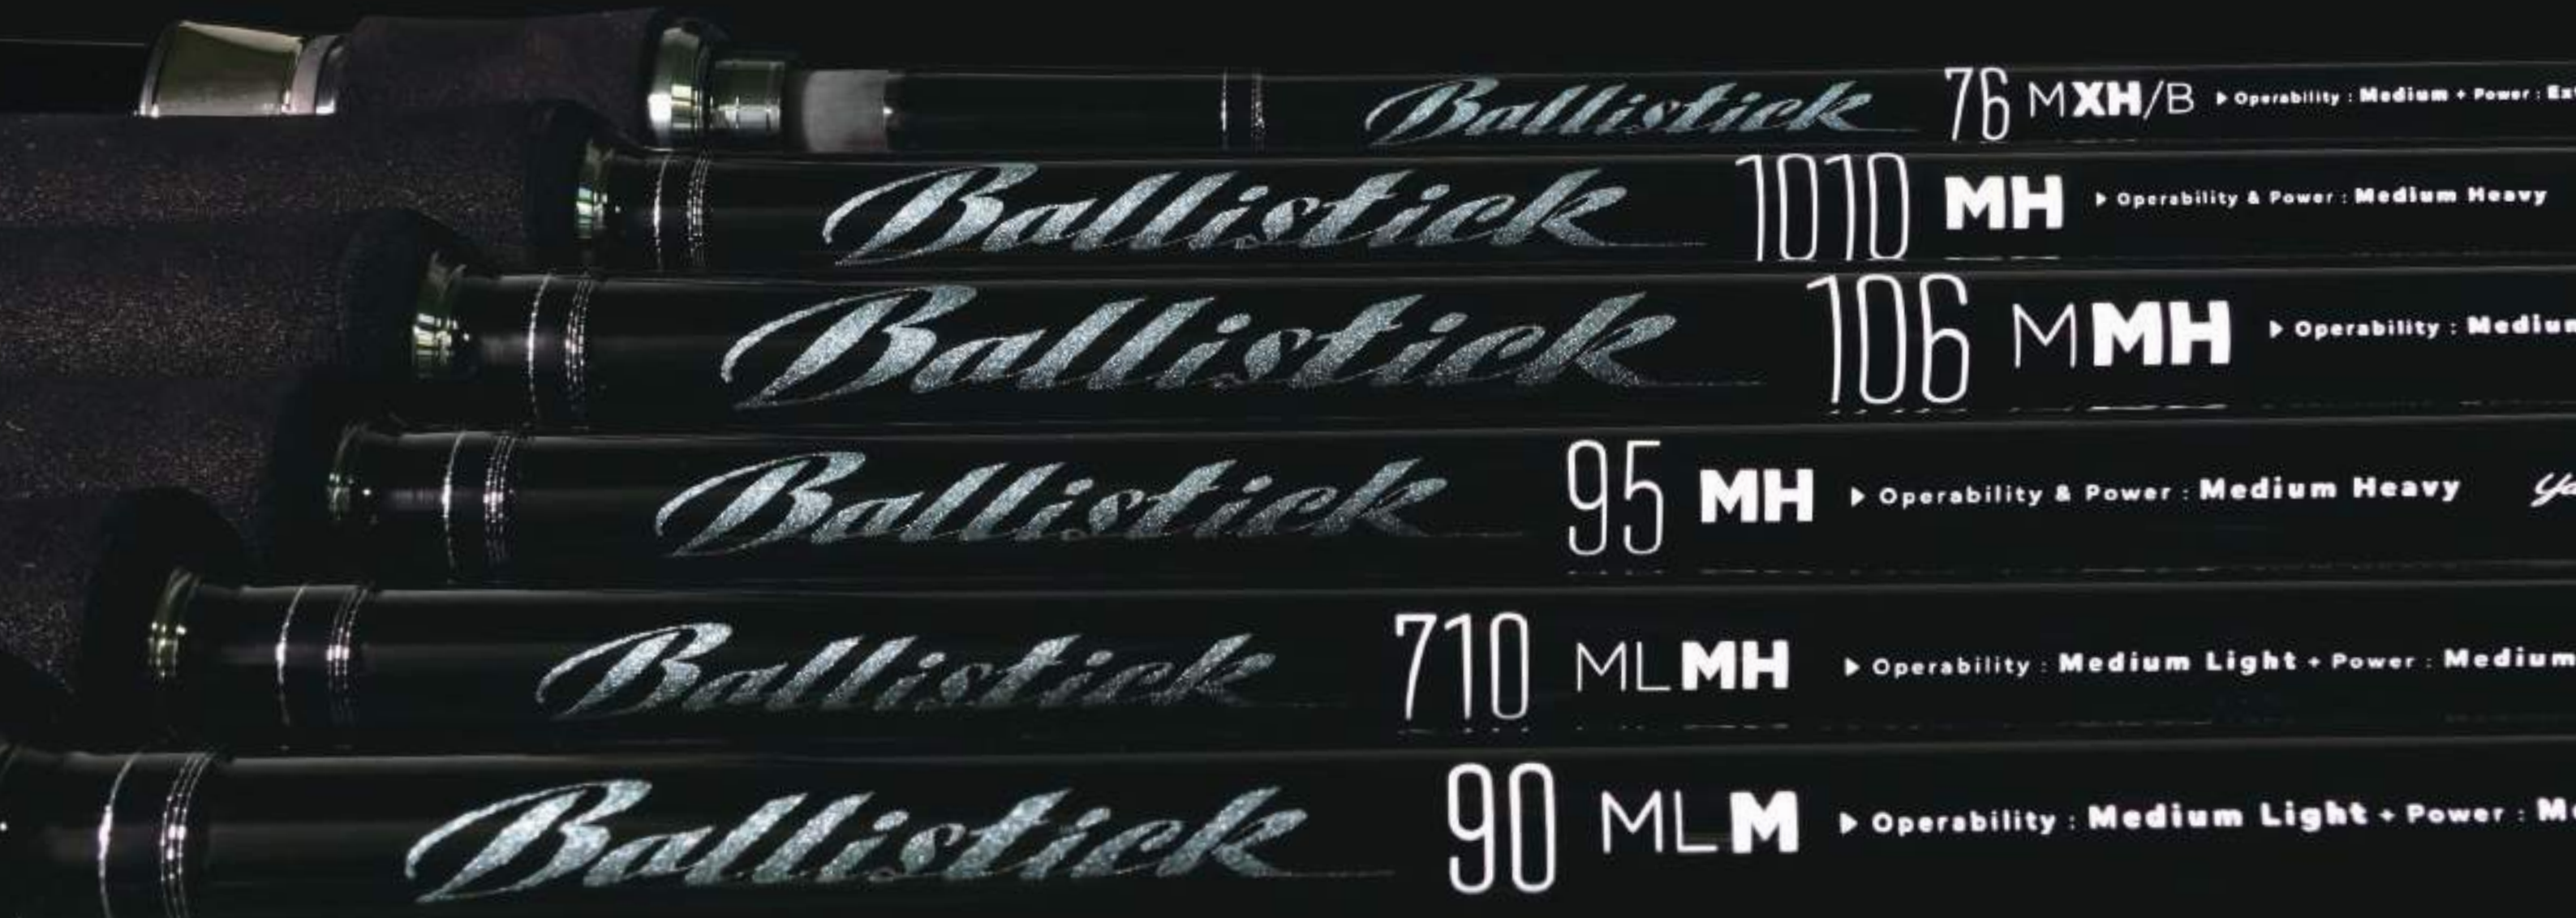 Ballistick 76 MXH/B ▶ Operability : Medium + Power :
Ballistick 1010 MH ▶ Operability & Power : Medium Heavy
Ballistick 106 MMH ▶ Operability :
Ballistick 95 MH ▶ Operability & Power : Medium Heavy
Ballistick 710 MLMH ▶ Operability : Medium Light + Power : Medium
Ballistick 90 MLM ▶ Operability : Medium Light + Power :